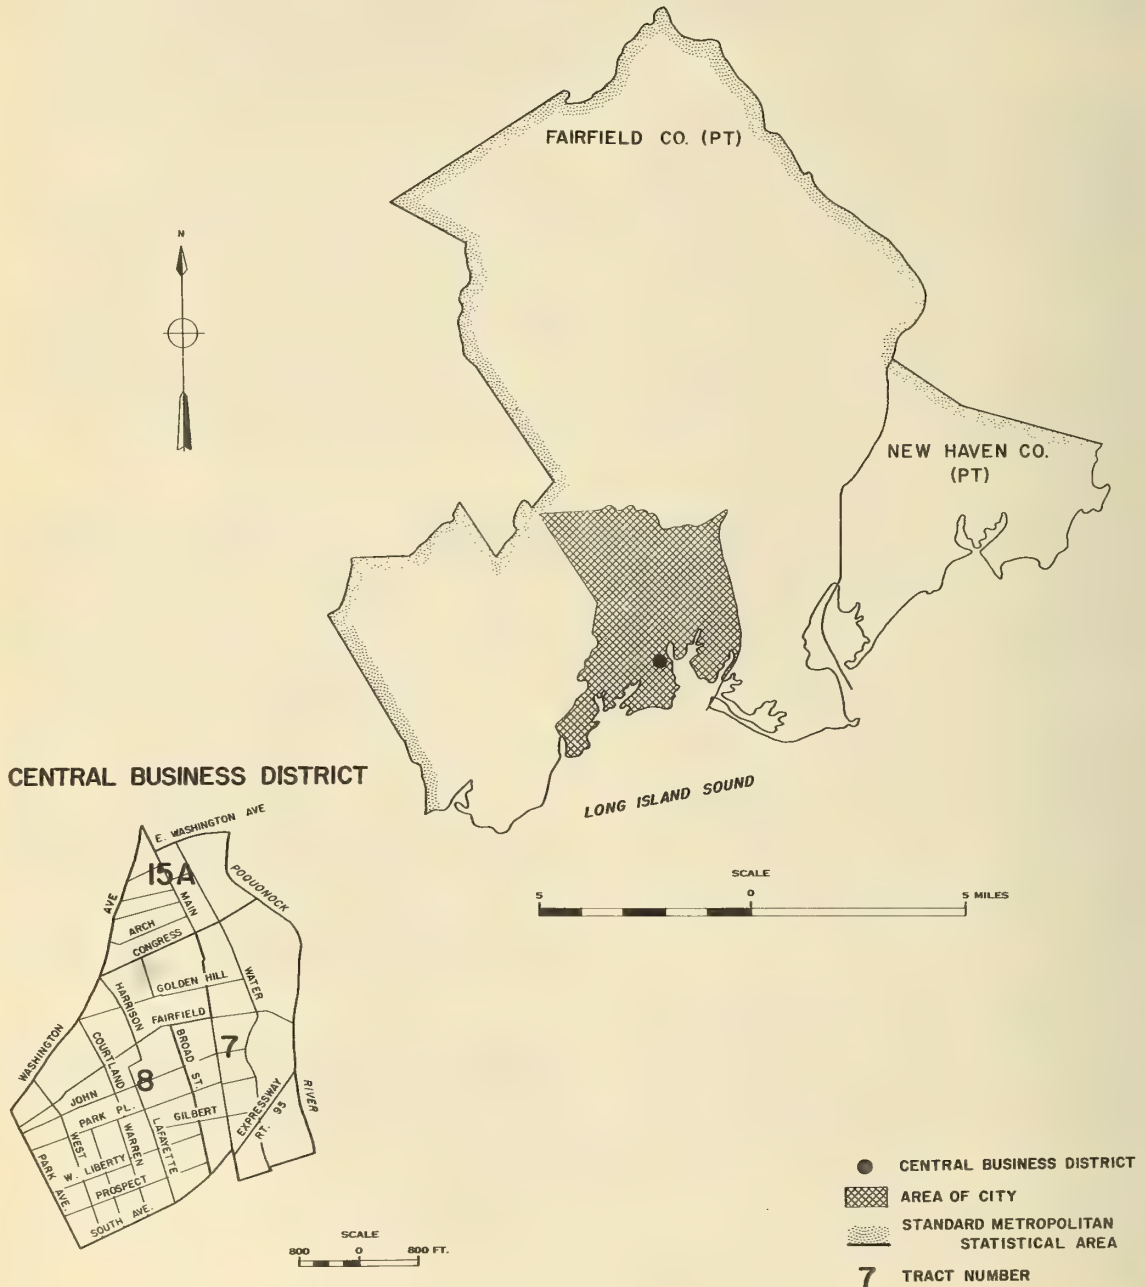 FAIRFIELD CO. (PT)
N
NEW HAVEN CO.
(PT)
LONG ISLAND SOUND
SCALE
5 0 5 MILES
CENTRAL BUSINESS DISTRICT
E. WASHINGTON AVE
15A
MAIN
POQUONOCK
AVE
ARCH
CONGRESS
GOLDEN HILL
WATER
HARRISON
FAIRFIELD
WASHINGTON
COURTLAND
BROAD ST.
7
8
JOHN
PARK PL.
GILBERT
EXPRESSWAY
RT. 95
RIVER
WEST
WARREN
LAFAYETTE
W. LIBERTY
PARK AVE.
PROSPECT
SOUTH AVE.
SCALE
800 0 800 FT.
CENTRAL BUSINESS DISTRICT
AREA OF CITY
STANDARD METROPOLITAN
STATISTICAL AREA
7 TRACT NUMBER